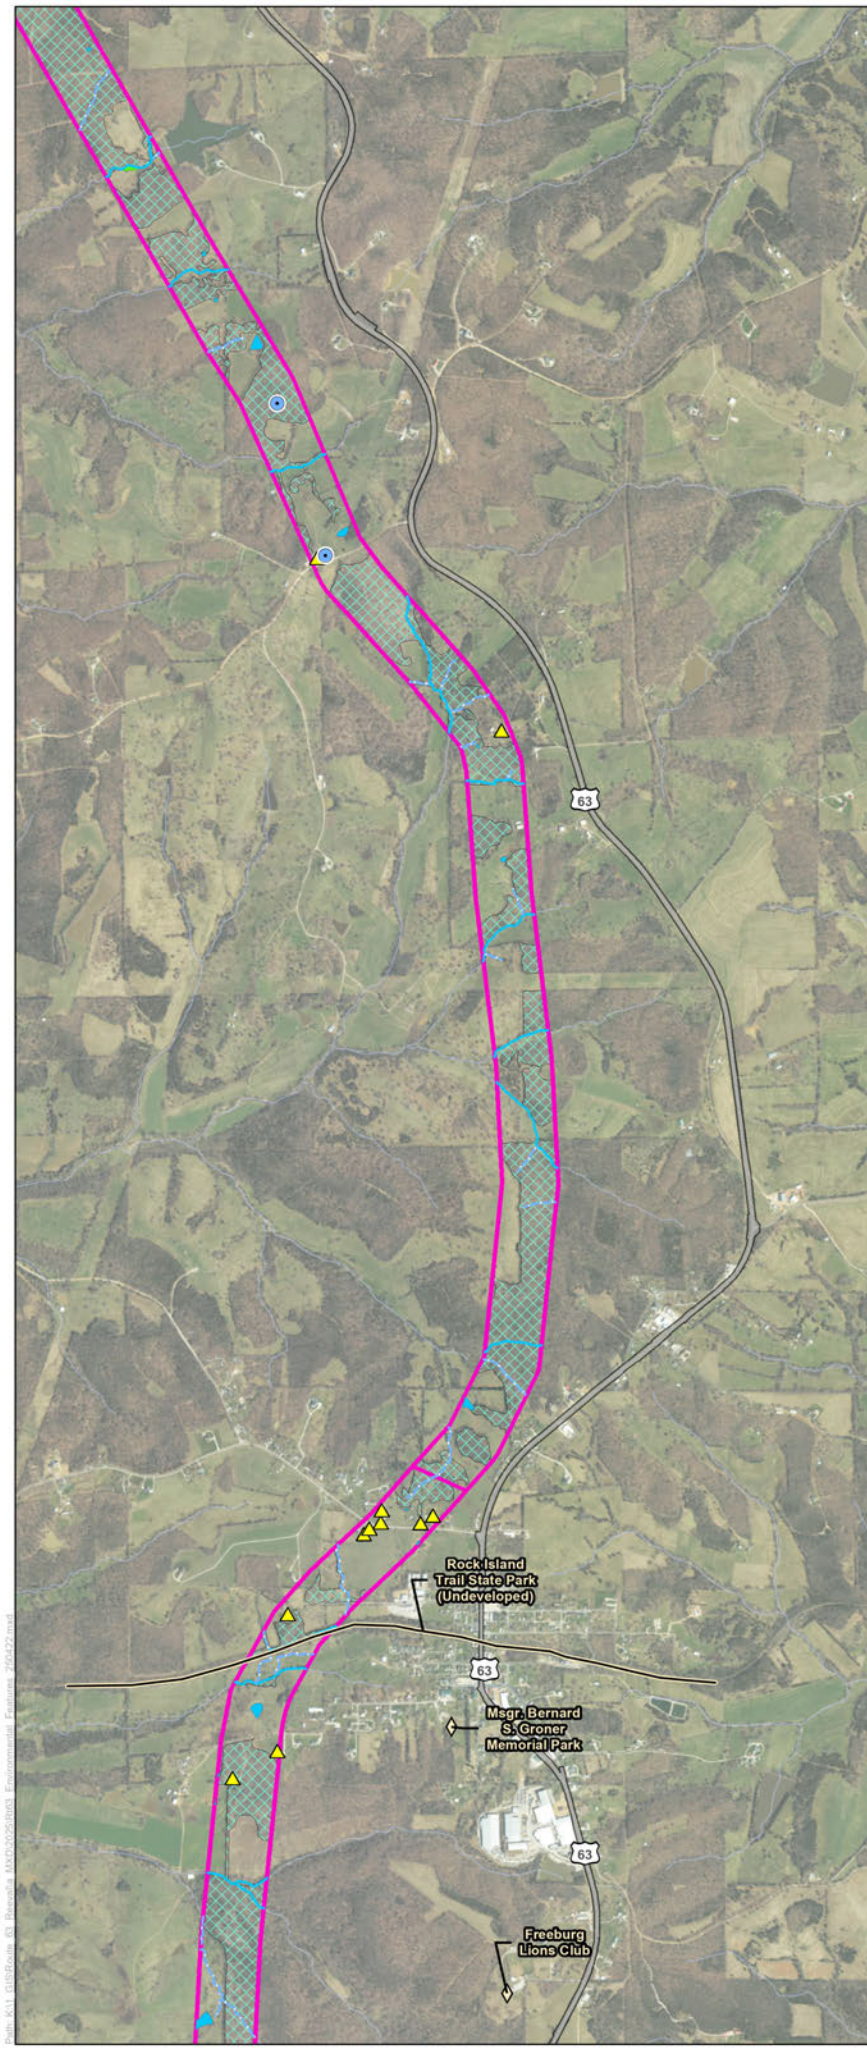 63
Rock Island
Trail State Park
(Undeveloped)
63
Msgr. Bernard
S. Groner
Memorial Park
63
Freeburg
Lions Club